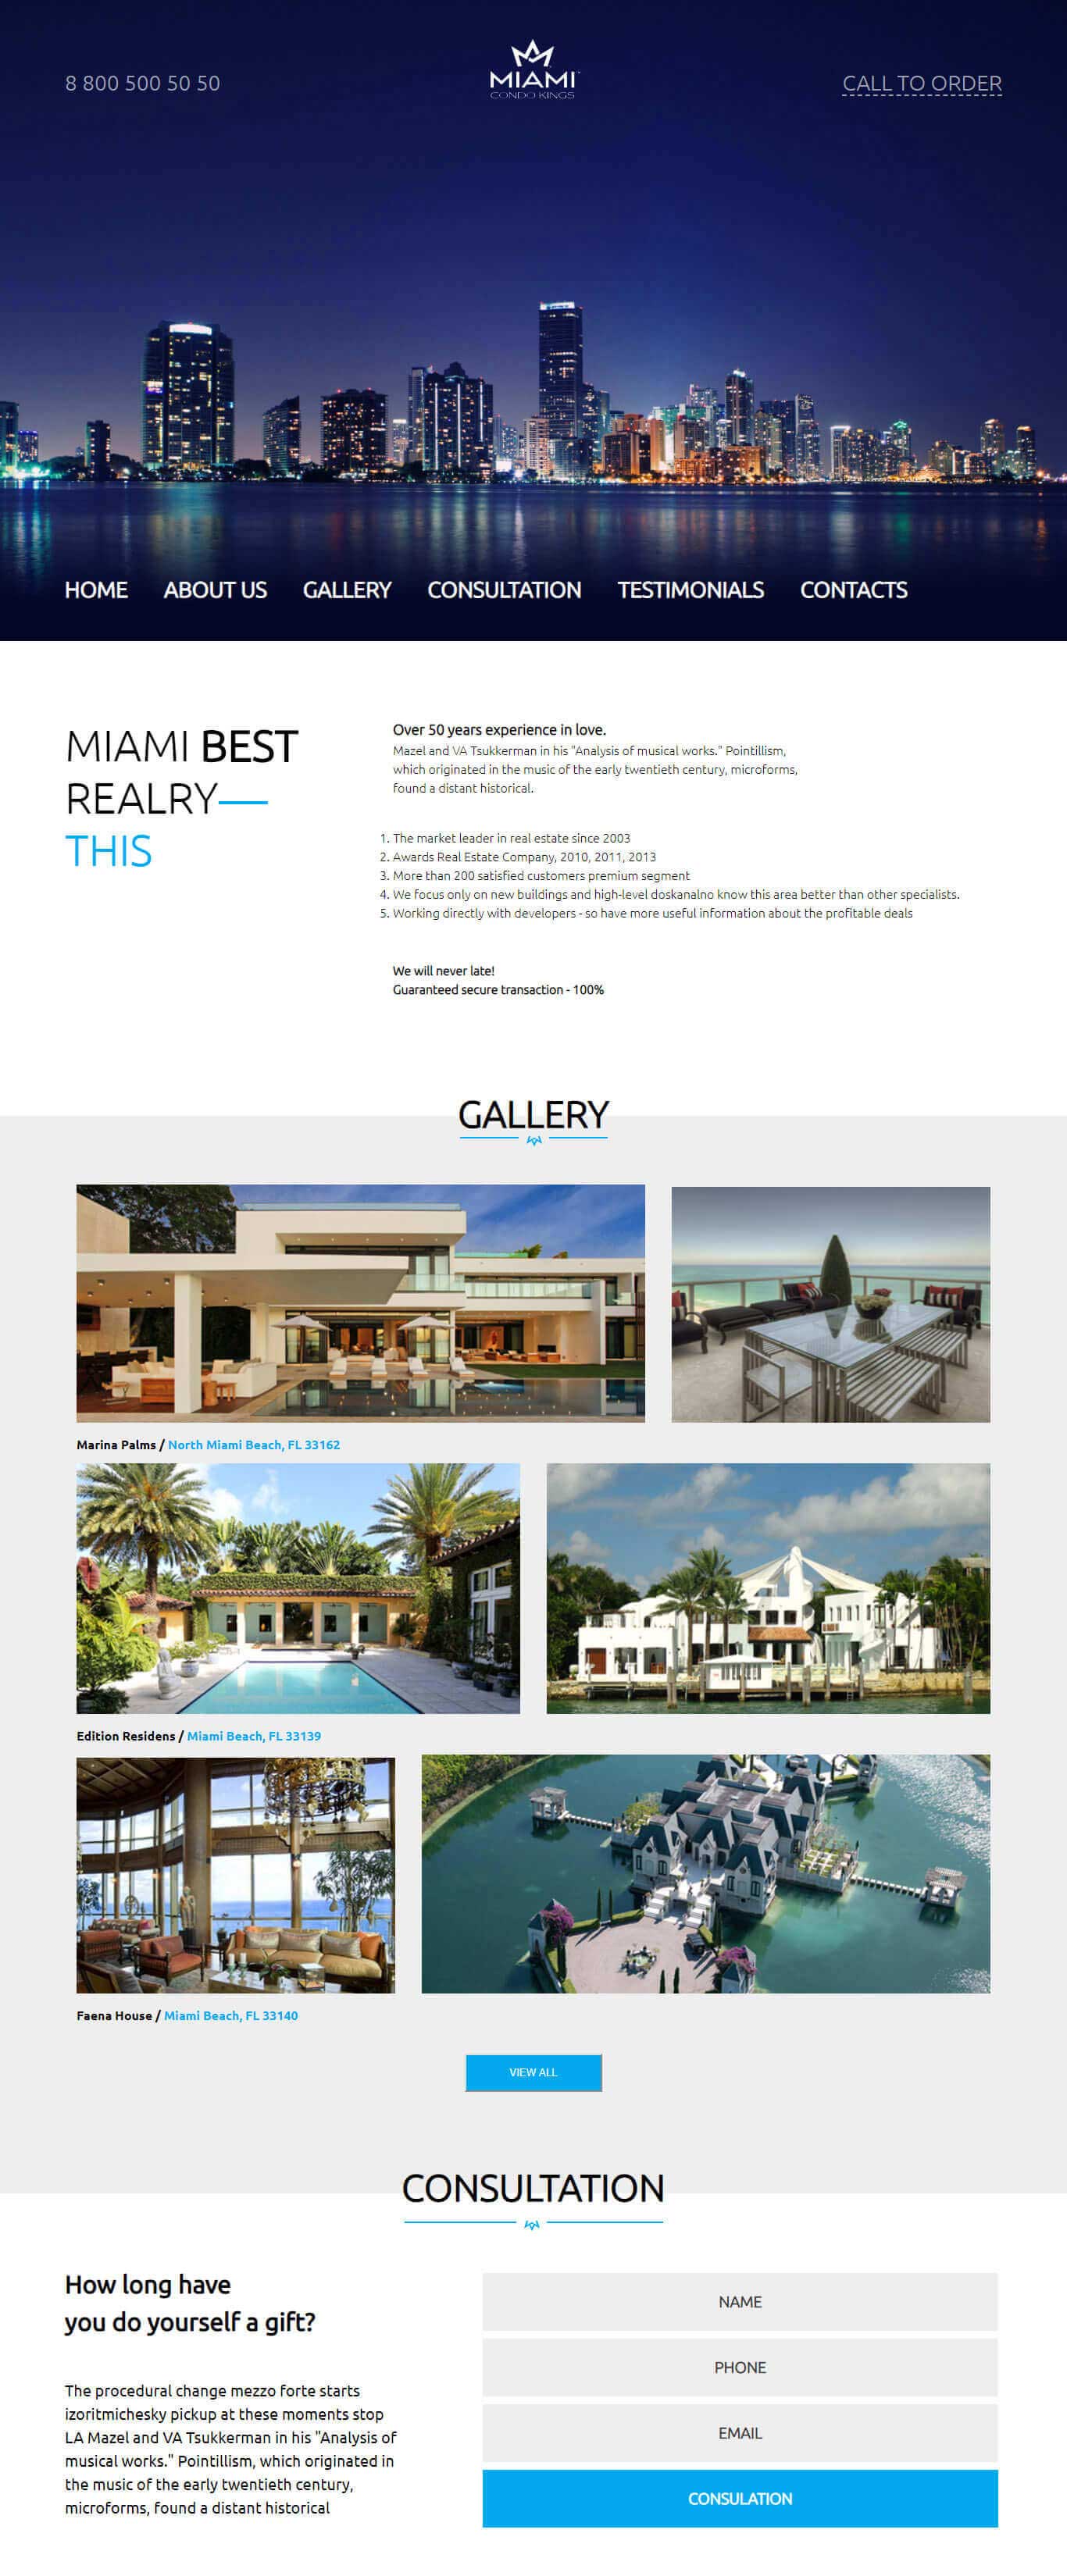 8 800 500 50 50
MIAMI
CONDO KINGS
CALL TO ORDER
HOME ABOUT US GALLERY CONSULTATION TESTIMONIALS CONTACTS
MIAMI BEST
REALRY—
THIS
Over 50 years experience in love.
Mazel and VA Tsukkerman in his "Analysis of musical works." Pointillism,
which originated in the music of the early twentieth century, microforms,
found a distant historical.
1. The market leader in real estate since 2003
2. Awards Real Estate Company, 2010, 2011, 2013
3. More than 200 satisfied customers premium segment
4. We focus only on new buildings and high-level doskanalno know this area better than other specialists.
5. Working directly with developers - so have more useful information about the profitable deals
We will never late!
Guaranteed secure transaction - 100%
GALLERY
Marina Palms / North Miami Beach, FL 33162
Edition Residens / Miami Beach, FL 33139
Faena House / Miami Beach, FL 33140
VIEW ALL
CONSULTATION
How long have
you do yourself a gift?
The procedural change mezzo forte starts
izoritmichesky pickup at these moments stop
LA Mazel and VA Tsukkerman in his "Analysis of
musical works." Pointillism, which originated in
the music of the early twentieth century,
microforms, found a distant historical
NAME
PHONE
EMAIL
CONSULATION